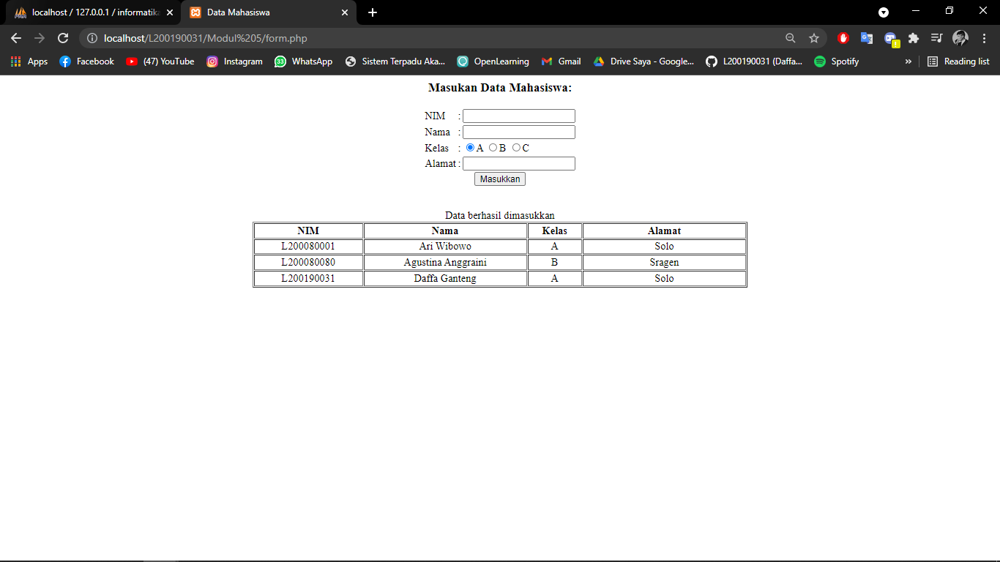 localhost / 127.0.0.1 / informatika
Data Mahasiswa
localhost/L200190031/Modul%205/form.php
Apps Facebook (47) YouTube Instagram 33 WhatsApp Sistem Terpadu Aka... OpenLearning Gmail Drive Saya - Google... L200190031 (Daffa... Spotify » Reading list
Masukan Data Mahasiswa:
NIM :
Nama :
Kelas : A B C
Alamat :
Masukkan
Data berhasil dimasukkan
NIM Nama Kelas Alamat
L200080001 Ari Wibowo A Solo
L200080080 Agustina Anggraini B Sragen
L200190031 Daffa Ganteng A Solo